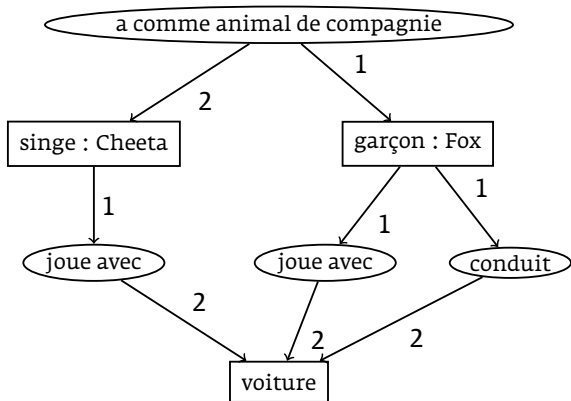 a comme animal de compagnie
2
1
singe : Cheeta
garçon : Fox
1
1
1
joue avec
joue avec
conduit
2
2
2
voiture